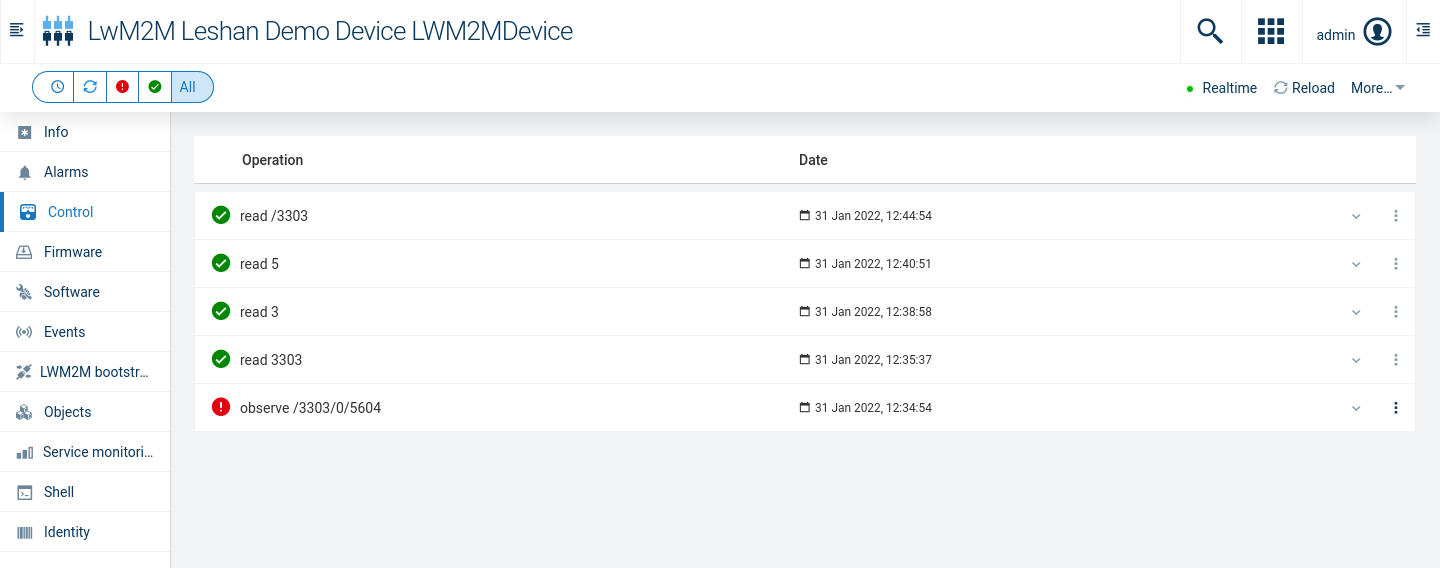 LwM2M Leshan Demo Device LWM2MDevice
admin
All
Realtime
Reload
More...
Info
Alarms
Control
Firmware
Software
Events
LWM2M bootstr...
Objects
Service monitori...
Shell
Identity
Operation Date
read /3303 31 Jan 2022, 12:44:54
read 5 31 Jan 2022, 12:40:51
read 3 31 Jan 2022, 12:38:58
read 3303 31 Jan 2022, 12:35:37
observe /3303/0/5604 31 Jan 2022, 12:34:54